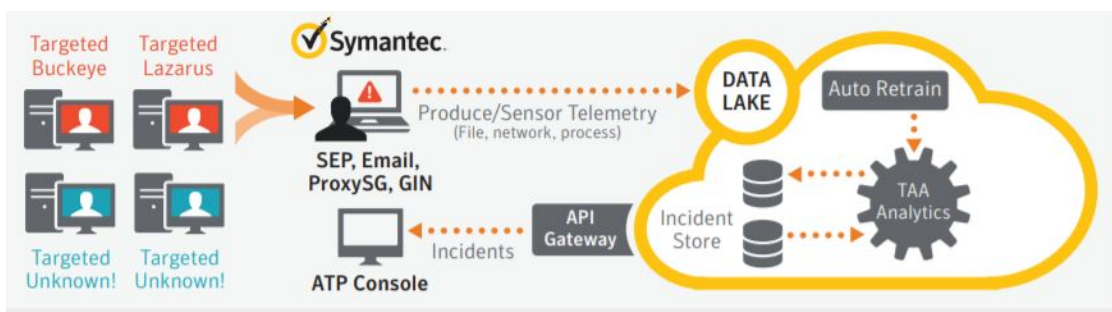 Targeted
Buckeye
Targeted
Lazarus
Targeted
Unknown!
Targeted
Unknown!
Symantec.
SEP, Email,
ProxySG, GIN
Produce/Sensor Telemetry
(File, network, process)
ATP Console
Incidents
API
Gateway
DATA
LAKE
Auto Retrain
Incident
Store
TAA
Analytics